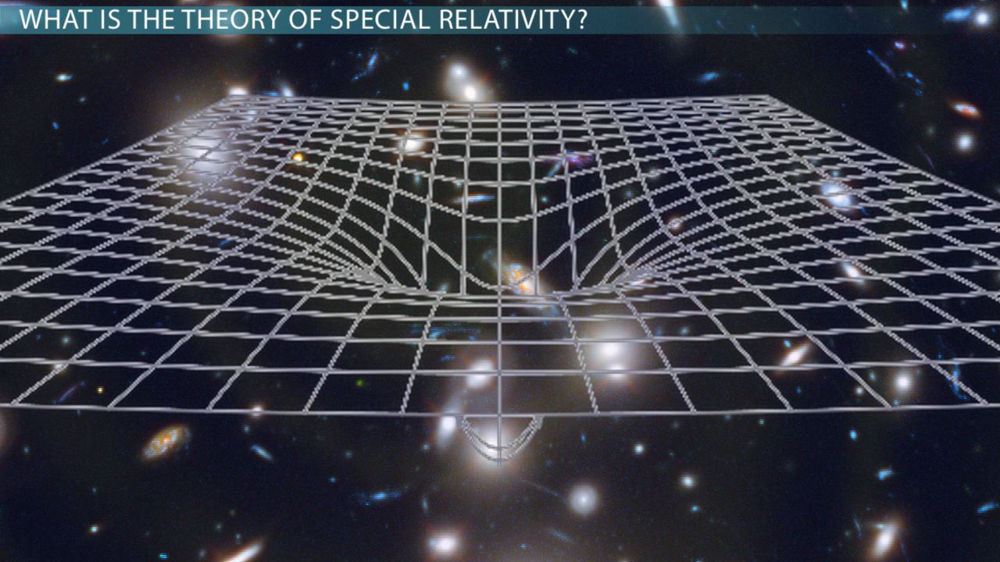 WHAT IS THE THEORY OF SPECIAL RELATIVITY?